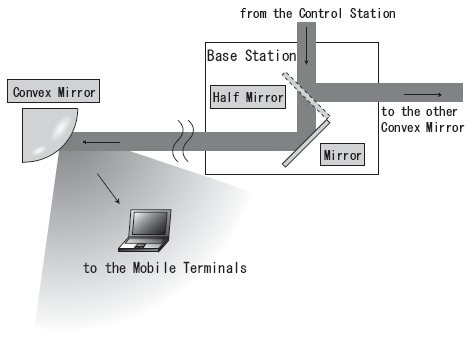 from the Control Station
Base Station
Convex Mirror
Half Mirror
to the other
Convex Mirror
Mirror
to the Mobile Terminals